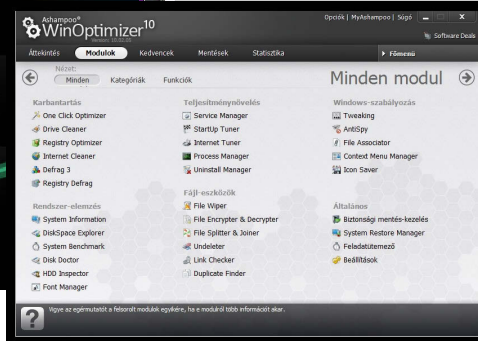 Ashampoo®
WinOptimizer 10
Opciók | MyAshampoo | Súgó
Software Deals
Áttekintés Modulok Kedvencek Mentések Statisztika
Főmenü
Nézet:
Minden Kategóriák Funkciók
Minden modul
Karbantartás
One Click Optimizer
Drive Cleaner
Registry Optimizer
Internet Cleaner
Defrag 3
Registry Defrag
Rendszer-elemzés
System Information
DiskSpace Explorer
System Benchmark
Disk Doctor
HDD Inspector
Font Manager
Teljesítménynövelés
Service Manager
StartUp Tuner
Internet Tuner
Process Manager
Uninstall Manager
Fájl-eszközök
File Wiper
File Encrypter & Decrypter
File Splitter & Joiner
Undeleter
Link Checker
Duplicate Finder
Windows-szabályozás
Tweaking
AntiSpy
File Associator
Context Menu Manager
Icon Saver
Általános
Biztonsági mentés-kezelés
System Restore Manager
Feladatütemező
Beállítások
Vigye az egérmutatót a felsorolt modulok egyikére, ha e modulról több információt akar.